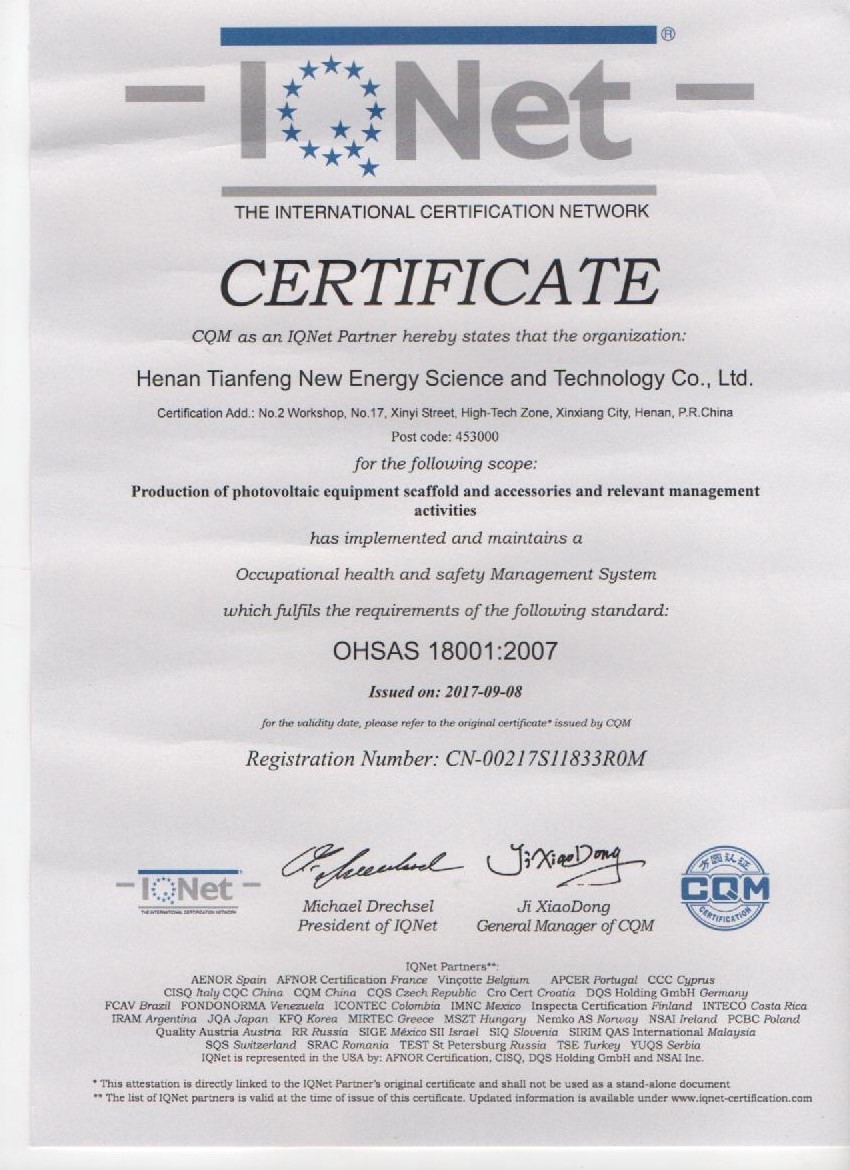 IQNet ®
THE INTERNATIONAL CERTIFICATION NETWORK
CERTIFICATE
CQM as an IQNet Partner hereby states that the organization:
Henan Tianfeng New Energy Science and Technology Co., Ltd.
Certification Add.: No.2 Workshop, No.17, Xinyi Street, High-Tech Zone, Xinxiang City, Henan, P.R.China
Post code: 453000
for the following scope:
Production of photovoltaic equipment scaffold and accessories and relevant management
activities
has implemented and maintains a
Occupational health and safety Management System
which fulfils the requirements of the following standard:
OHSAS 18001:2007
Issued on: 2017-09-08
for the validity date, please refer to the original certificate* issued by CQM
Registration Number: CN-00217S11833R0M
IQNet
THE INTERNATIONAL CERTIFICATION NETWORK
Ji XiaoDong
方圆认证
CQM
CERTIFICATION
Michael Drechsel
President of IQNet
Ji XiaoDong
General Manager of CQM
IQNet Partners**:
AENOR Spain AFNOR Certification France Vinçotte Belgium APCER Portugal CCC Cyprus
CISQ Italy CQC China CQM China CQS Czech Republic Cro Cert Croatia DQS Holding GmbH Germany
FCAV Brazil FONDONORMA Venezuela ICONTEC Colombia IMNC Mexico Inspecta Certification Finland INTECO Costa Rica
IRAM Argentina JQA Japan KFQ Korea MIRTEC Greece MSZT Hungary Nemko AS Norway NSAI Ireland PCBC Poland
Quality Austria Austria RR Russia SIGE México SII Israel SIQ Slovenia SIRIM QAS International Malaysia
SQS Switzerland SRAC Romania TEST St Petersburg Russia TSE Turkey YUQS Serbia
IQNet is represented in the USA by: AFNOR Certification, CISQ, DQS Holding GmbH and NSAI Inc.
* This attestation is directly linked to the IQNet Partner's original certificate and shall not be used as a stand-alone document
** The list of IQNet partners is valid at the time of issue of this certificate. Updated information is available under www.iqnet-certification.com